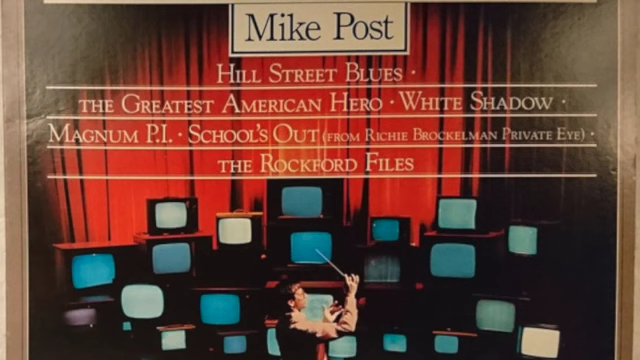 Mike Post
Hill Street Blues ·
the Greatest American Hero · White Shadow ·
Magnum P.I. · School's Out (from Richie Brockelman Private Eye) ·
the Rockford Files